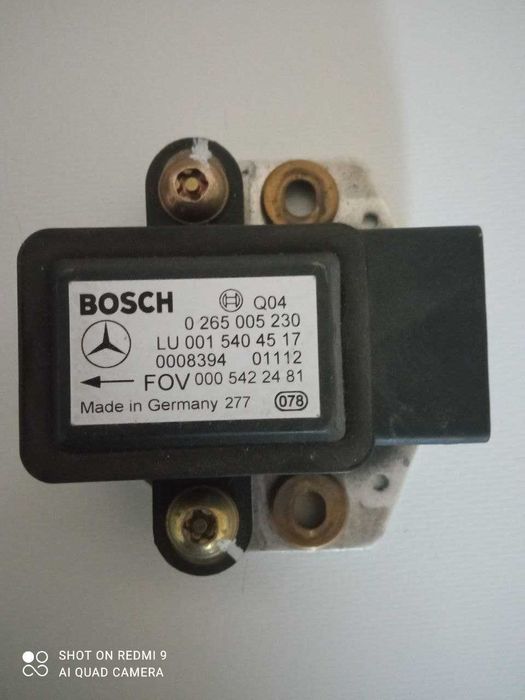 BOSCH Q04
0 265 005 230
LU 001 540 45 17
0008394 01112
FOV 000 542 24 81
Made in Germany 277 078
SHOT ON REDMI 9
AI QUAD CAMERA